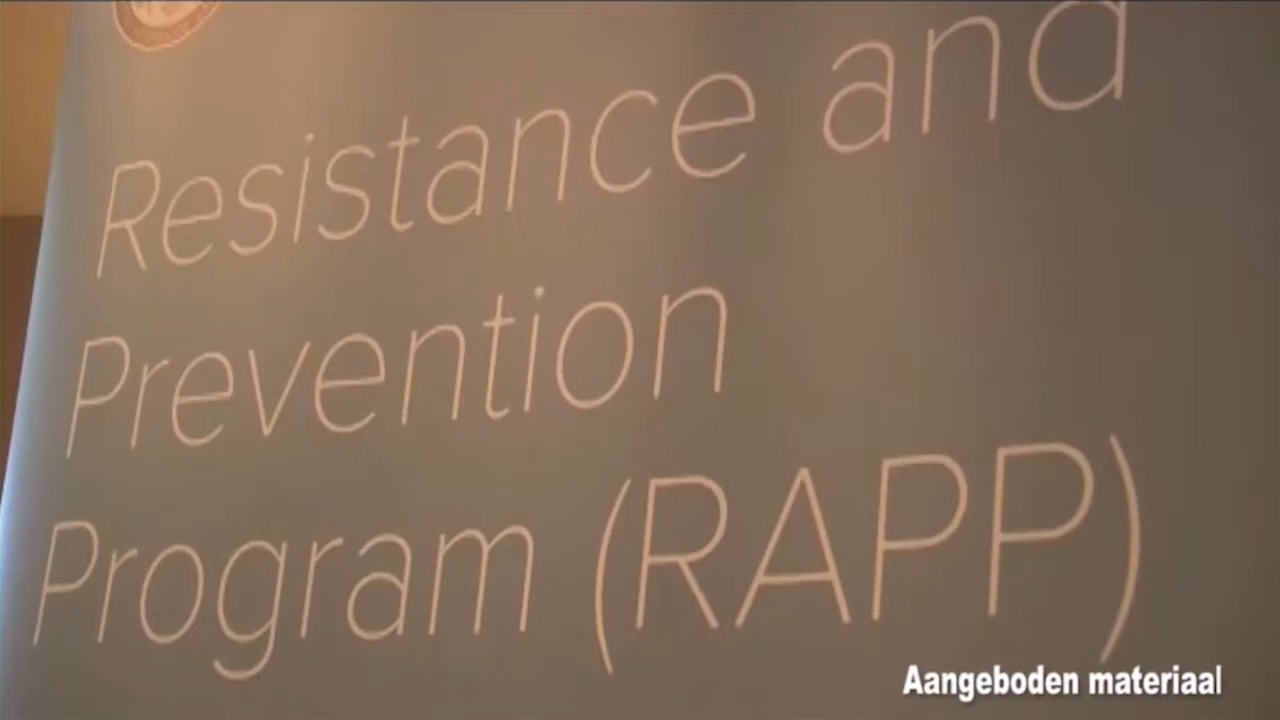 Resistance and
Prevention
Program (RAPP)
Aangeboden materiaal